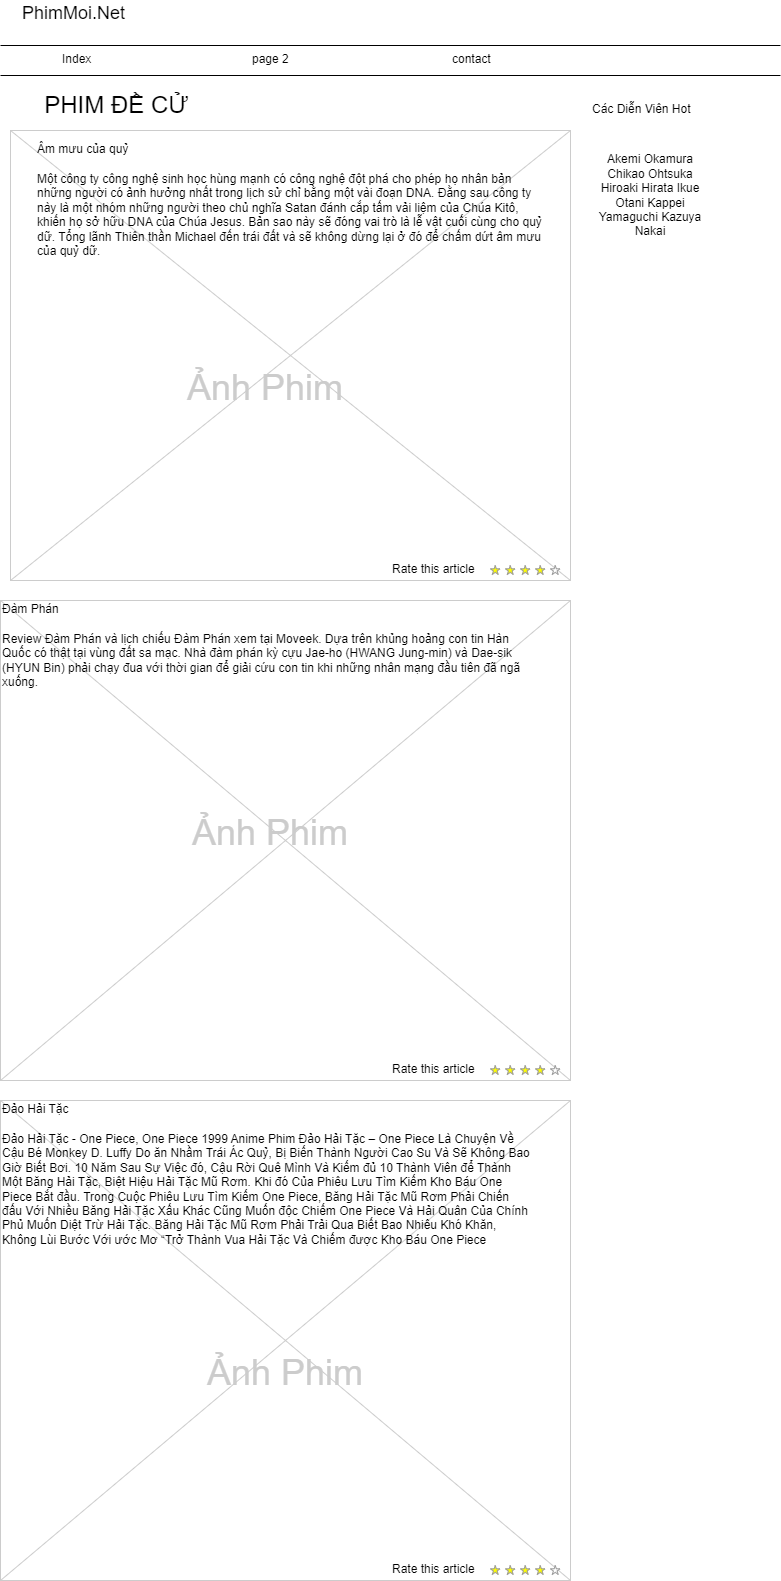 PhimMoi.Net
Index page 2 contact
PHIM ĐỀ CỬ
Các Diễn Viên Hot
Akemi Okamura
Chikao Ohtsuka
Hiroaki Hirata Ikue
Otani Kappei
Yamaguchi Kazuya
Nakai
Âm mưu của quỷ
Một công ty công nghệ sinh học hùng mạnh có công nghệ đột phá cho phép họ nhân bản
những người có ảnh hưởng nhất trong lịch sử chỉ bằng một vài đoạn DNA. Đằng sau công ty
này là một nhóm những người theo chủ nghĩa Satan đánh cắp tấm vải liệm của Chúa Kitô,
khiến họ sở hữu DNA của Chúa Jesus. Bản sao này sẽ đóng vai trò là lễ vật cuối cùng cho quỷ
dữ. Tổng lãnh Thiên thần Michael đến trái đất và sẽ không dừng lại ở đó để chấm dứt âm mưu
của quỷ dữ.
Ảnh Phim
Rate this article
Đàm Phán
Review Đàm Phán và lịch chiếu Đàm Phán xem tại Moveek. Dựa trên khủng hoảng con tin Hàn
Quốc có thật tại vùng đất sa mạc. Nhà đàm phán kỳ cựu Jae-ho (HWANG Jung-min) và Dae-sik
(HYUN Bin) phải chạy đua với thời gian để giải cứu con tin khi những nhân mạng đầu tiên đã ngã
xuống.
Ảnh Phim
Rate this article
Đảo Hải Tặc
Đảo Hải Tặc - One Piece, One Piece 1999 Anime Phim Đảo Hải Tặc – One Piece Là Chuyện Về
Cậu Bé Monkey D. Luffy Do ăn Nhầm Trái Ác Quỷ, Bị Biến Thành Người Cao Su Và Sẽ Không Bao
Giờ Biết Bơi. 10 Năm Sau Sự Việc đó, Cậu Rời Quê Mình Và Kiếm đủ 10 Thành Viên để Thành
Một Băng Hải Tặc, Biệt Hiệu Hải Tặc Mũ Rơm. Khi đó Của Phiêu Lưu Tìm Kiếm Kho Báu One
Piece Bắt đầu. Trong Cuộc Phiêu Lưu Tìm Kiếm One Piece, Băng Hải Tặc Mũ Rơm Phải Chiến
đấu Với Nhiều Băng Hải Tặc Xấu Khác Cũng Muốn độc Chiếm One Piece Và Hải Quân Của Chính
Phủ Muốn Diệt Trừ Hải Tặc. Băng Hải Tặc Mũ Rơm Phải Trải Qua Biết Bao Nhiêu Khó Khăn,
Không Lùi Bước Với ước Mơ “Trở Thành Vua Hải Tặc Và Chiếm được Kho Báu One Piece
Ảnh Phim
Rate this article